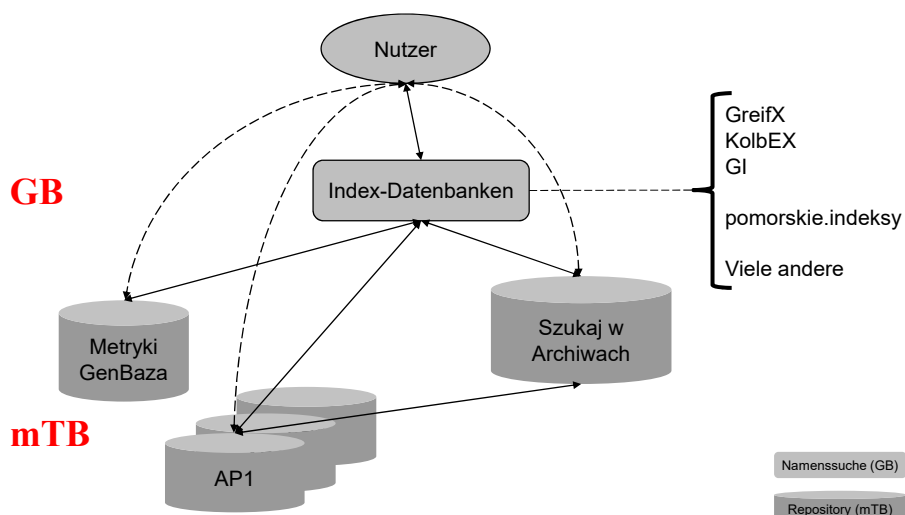 Nutzer
GreifX
KolbEX
GI
pomorskie.indeksy
Viele andere
Index-Datenbanken
GB
Metryki
GenBaza
Szukaj w
Archiwach
mTB
AP1
Namenssuche (GB)
Repository (mTB)